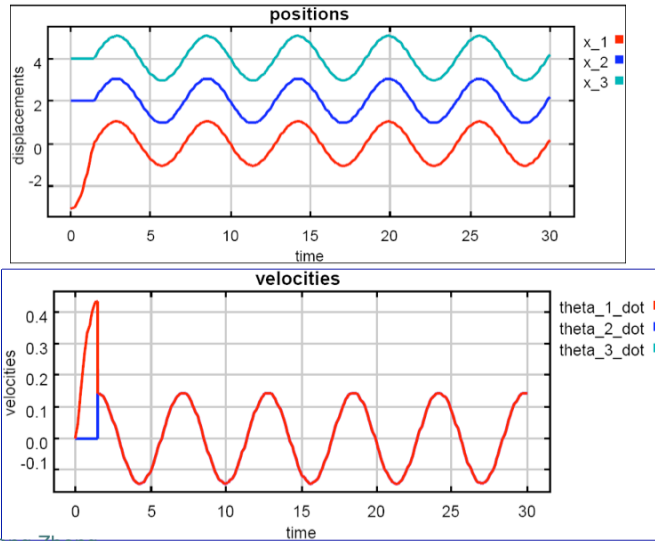 positions
x_1
x_2
x_3
displacements
4
2
0
-2
0 5 10 15 20 25 30
time
velocities
theta_1_dot
theta_2_dot
theta_3_dot
velocities
0.4
0.3
0.2
0.1
0.0
-0.1
0 5 10 15 20 25 30
time